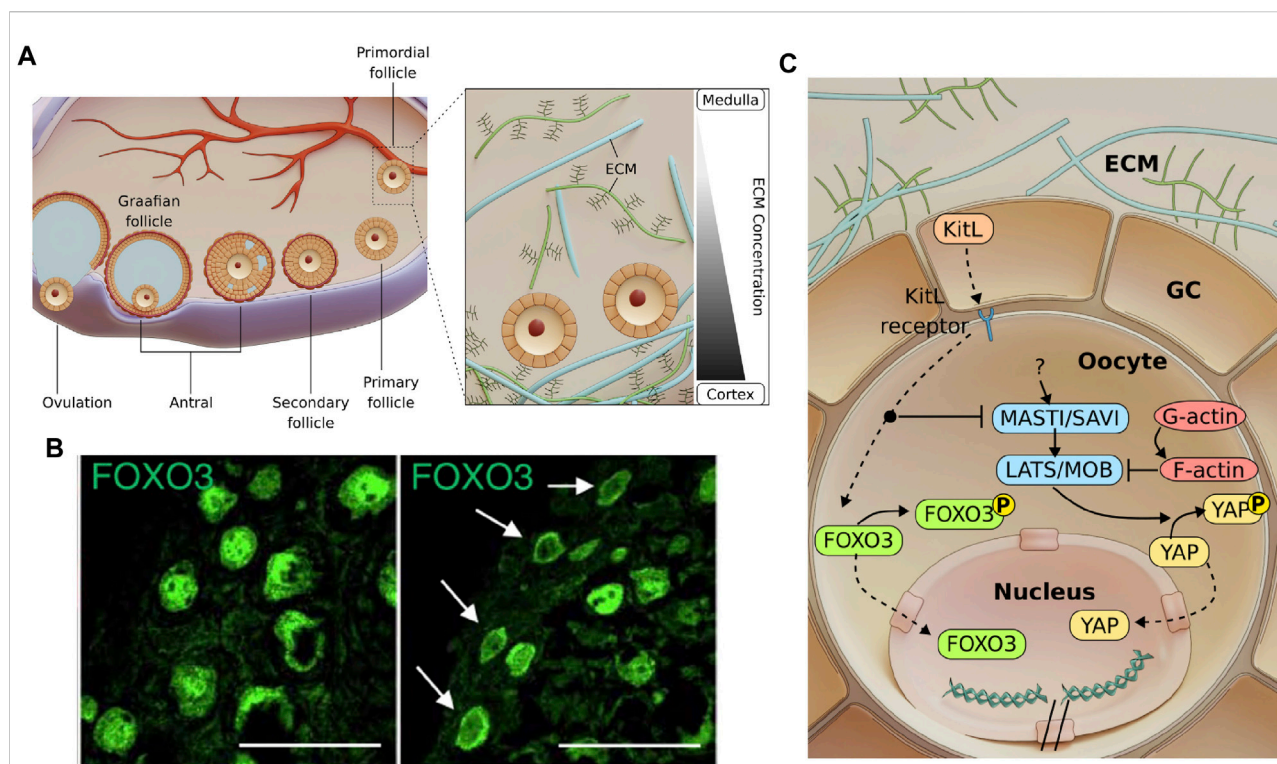 A
Primordial
follicle
Graafian
follicle
Ovulation
Antral
Secondary
follicle
Primary
follicle
ECM
Medulla
ECM Concentration
Cortex
B
FOXO3
FOXO3
C
ECM
KitL
GC
KitL
receptor
Oocyte
?
MASTI/SAVI
G-actin
LATS/MOB
F-actin
FOXO3
FOXO3 P
YAP P
YAP
Nucleus
YAP
FOXO3